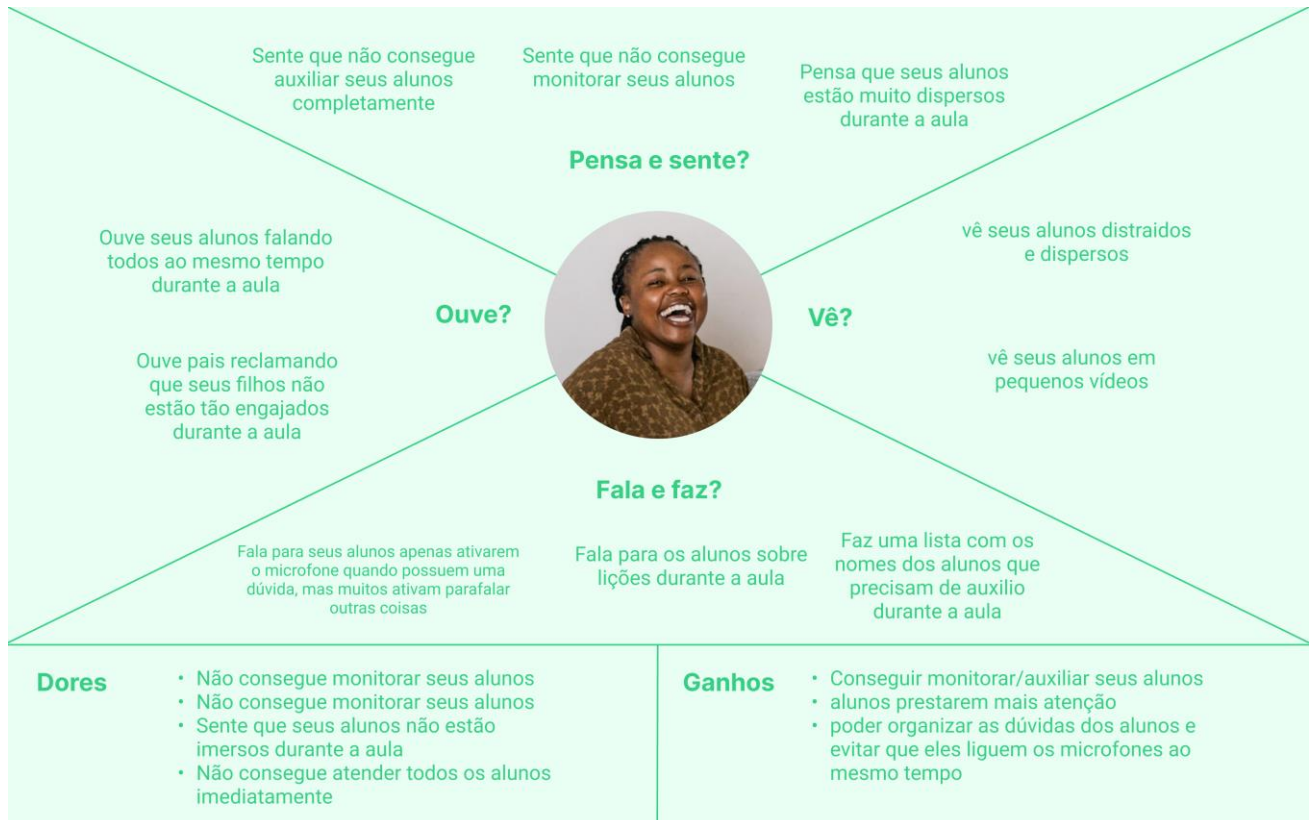 Sente que não consegue
auxiliar seus alunos
completamente
Sente que não consegue
monitorar seus alunos
Pensa que seus alunos
estão muito dispersos
durante a aula
Pensa e sente?
Ouve seus alunos falando
todos ao mesmo tempo
durante a aula
Ouve?
Ouve pais reclamando
que seus filhos não
estão tão engajados
durante a aula
vê seus alunos distraidos
e dispersos
Vê?
vê seus alunos em
pequenos vídeos
Fala e faz?
Fala para seus alunos apenas ativarem
o microfone quando possuem uma
dúvida, mas muitos ativam parafalar
outras coisas
Fala para os alunos sobre
lições durante a aula
Faz uma lista com os
nomes dos alunos que
precisam de auxilio
durante a aula
Dores
• Não consegue monitorar seus alunos
• Não consegue monitorar seus alunos
• Sente que seus alunos não estão
imersos durante a aula
• Não consegue atender todos os alunos
imediatamente
Ganhos
• Conseguir monitorar/auxiliar seus alunos
• alunos prestarem mais atenção
• poder organizar as dúvidas dos alunos e
evitar que eles liguem os microfones ao
mesmo tempo